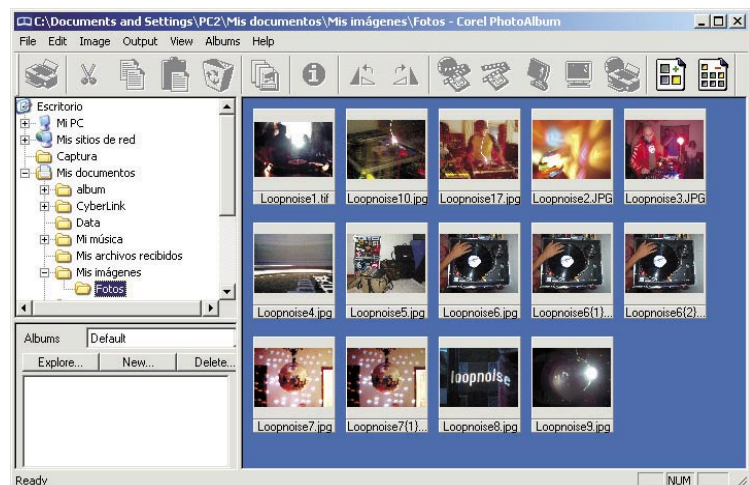 C:\Documents and Settings\PC2\Mis documentos\Mis imágenes\Fotos - Corel PhotoAlbum
File Edit Image Output View Albums Help
Escritorio
Mi PC
Mis sitios de red
Captura
Mis documentos
album
CyberLink
Data
Mi música
Mis archivos recibidos
Mis imágenes
Fotos
Albums Default
Explore... New... Delete...
Loopnoise1.tif Loopnoise10.jpg Loopnoise17.jpg Loopnoise2.JPG Loopnoise3.JPG
Loopnoise4.jpg Loopnoise5.jpg Loopnoise6.jpg Loopnoise6{1}... Loopnoise6{2}...
loopnoise
Loopnoise7.jpg Loopnoise7{1}... Loopnoise8.jpg Loopnoise9.jpg
Ready NUM